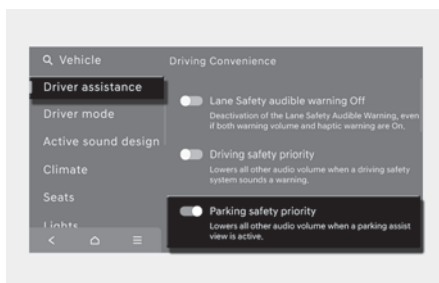 Vehicle
Driving Convenience
Driver assistance
Driver mode
Active sound design
Climate
Seats
Lights
Lane Safety audible warning Off
Deactivation of the Lane Safety Audible Warning, even
if both warning volume and haptic warning are On.
Driving safety priority
Lowers all other audio volume when a driving safety
system sounds a warning.
Parking safety priority
Lowers all other audio volume when a parking assist
view is active.